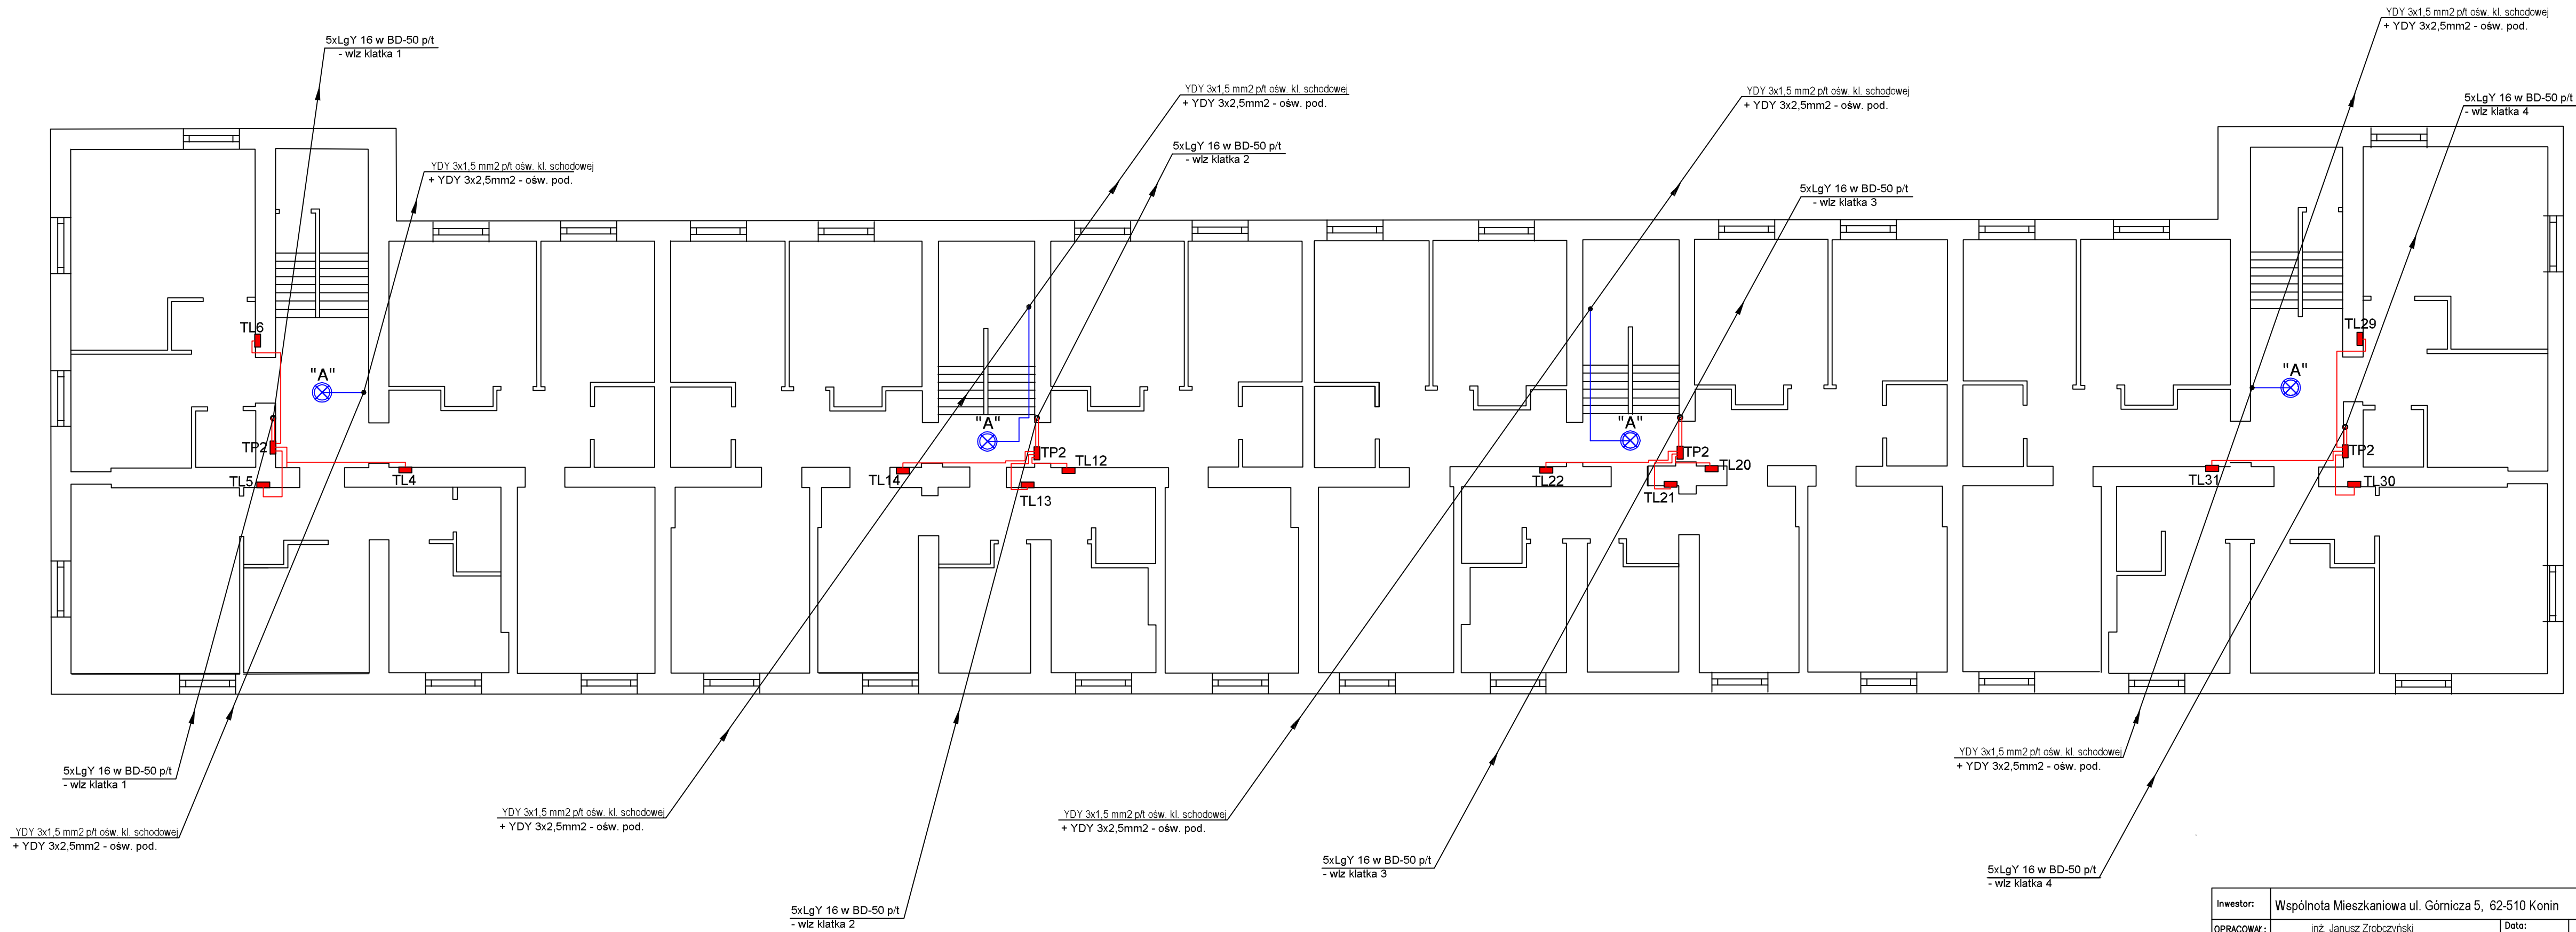 YDY 3x1,5 mm2 p/t ośw. kl. schodowej
+ YDY 3x2,5mm2 - ośw. pod.
5xLgY 16 w BD-50 p/t
- wlz klatka 1
YDY 3x1,5 mm2 p/t ośw. kl. schodowej
+ YDY 3x2,5mm2 - ośw. pod.
YDY 3x1,5 mm2 p/t ośw. kl. schodowej
+ YDY 3x2,5mm2 - ośw. pod.
5xLgY 16 w BD-50 p/t
- wlz klatka 4
5xLgY 16 w BD-50 p/t
- wlz klatka 2
YDY 3x1,5 mm2 p/t ośw. kl. schodowej
+ YDY 3x2,5mm2 - ośw. pod.
5xLgY 16 w BD-50 p/t
- wlz klatka 3
TL6
TL29
"A"
"A"
"A"
"A"
TP2
TP2
TP2
TP2
TL5
TL4
TL14
TL12
TL13
TL22
TL20
TL21
TL31
TL30
YDY 3x1,5 mm2 p/t ośw. kl. schodowej
+ YDY 3x2,5mm2 - ośw. pod.
5xLgY 16 w BD-50 p/t
- wlz klatka 1
YDY 3x1,5 mm2 p/t ośw. kl. schodowej
+ YDY 3x2,5mm2 - ośw. pod.
YDY 3x1,5 mm2 p/t ośw. kl. schodowej
+ YDY 3x2,5mm2 - ośw. pod.
YDY 3x1,5 mm2 p/t ośw. kl. schodowej
+ YDY 3x2,5mm2 - ośw. pod.
5xLgY 16 w BD-50 p/t
- wlz klatka 3
5xLgY 16 w BD-50 p/t
- wlz klatka 4
5xLgY 16 w BD-50 p/t
- wlz klatka 2
Inwestor: Wspólnota Mieszkaniowa ul. Górnicza 5, 62-510 Konin
OPRACOWAŁ: inż. Janusz Zrobczyński Data: